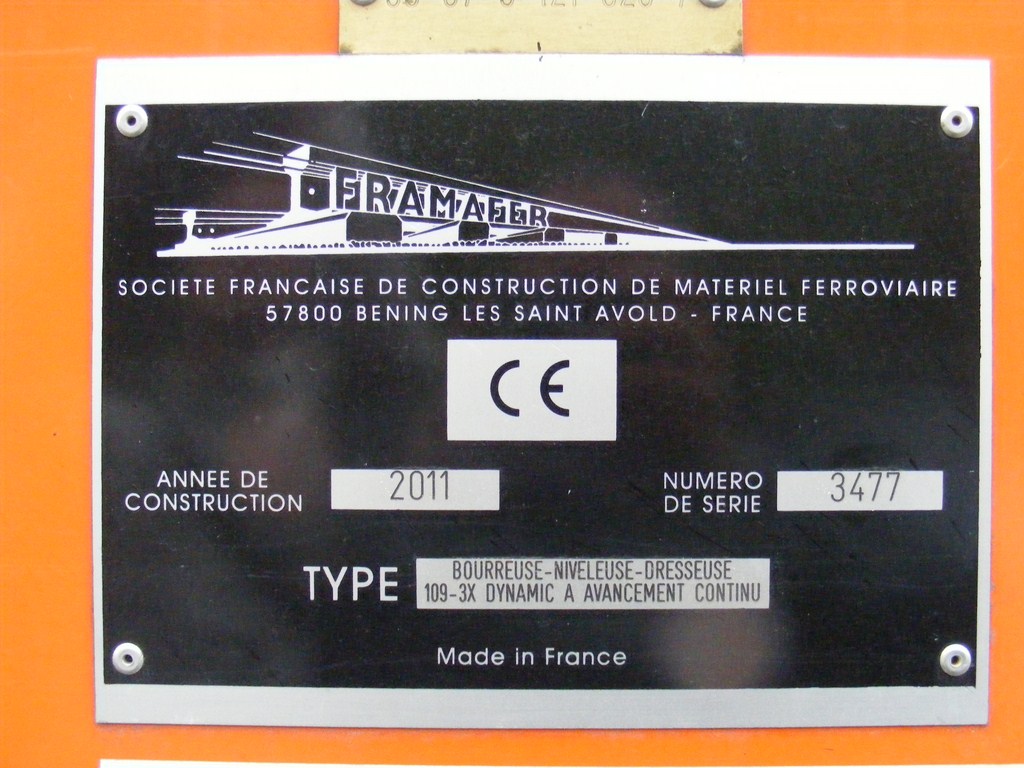 FRAMAFER
SOCIETE FRANCAISE DE CONSTRUCTION DE MATERIEL FERROVIAIRE
57800 BENING LES SAINT AVOLD - FRANCE
CE
ANNEE DE CONSTRUCTION 2011
NUMERO DE SERIE 3477
TYPE BOURREUSE-NIVELEUSE-DRESSEUSE
109-3X DYNAMIC A AVANCEMENT CONTINU
Made in France